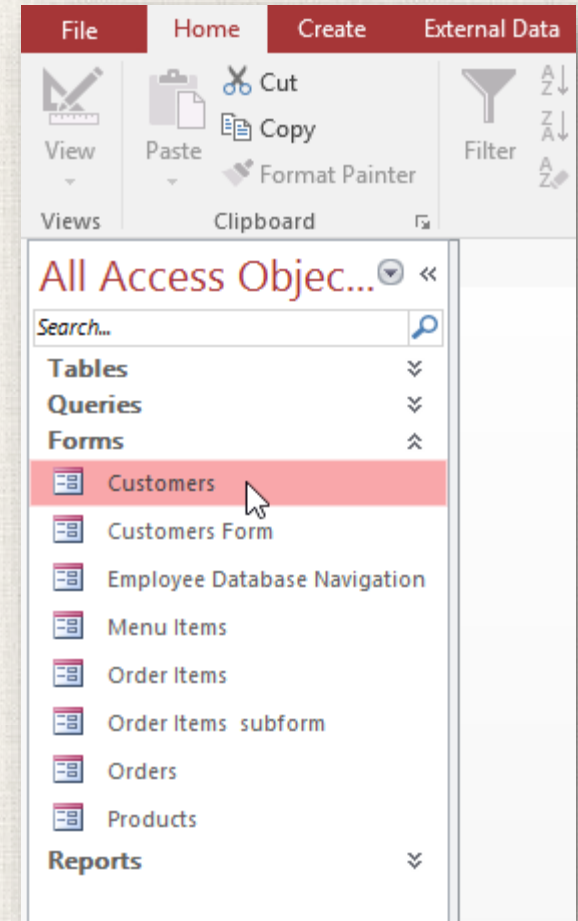 File Home Create External Data
Cut
Copy
Format Painter
View Paste Filter
Views Clipboard
All Access Objec...
Search...
Tables
Queries
Forms
Customers
Customers Form
Employee Database Navigation
Menu Items
Order Items
Order Items subform
Orders
Products
Reports